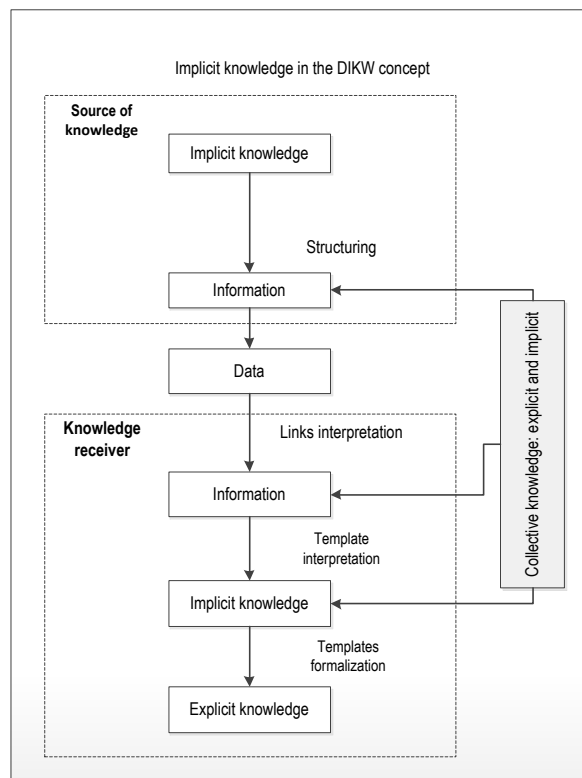 Implicit knowledge in the DIKW concept
Source of
knowledge
Implicit knowledge
Structuring
Information
Data
Knowledge
receiver
Links interpretation
Information
Template
interpretation
Implicit knowledge
Templates
formalization
Explicit knowledge
Collective knowledge: explicit and implicit